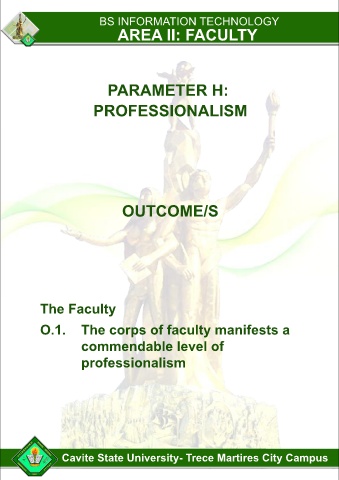 BS INFORMATION TECHNOLOGY
AREA II: FACULTY
PARAMETER H:
PROFESSIONALISM
OUTCOME/S
The Faculty
O.1. The corps of faculty manifests a
commendable level of
professionalism
Cavite State University- Trece Martires City Campus